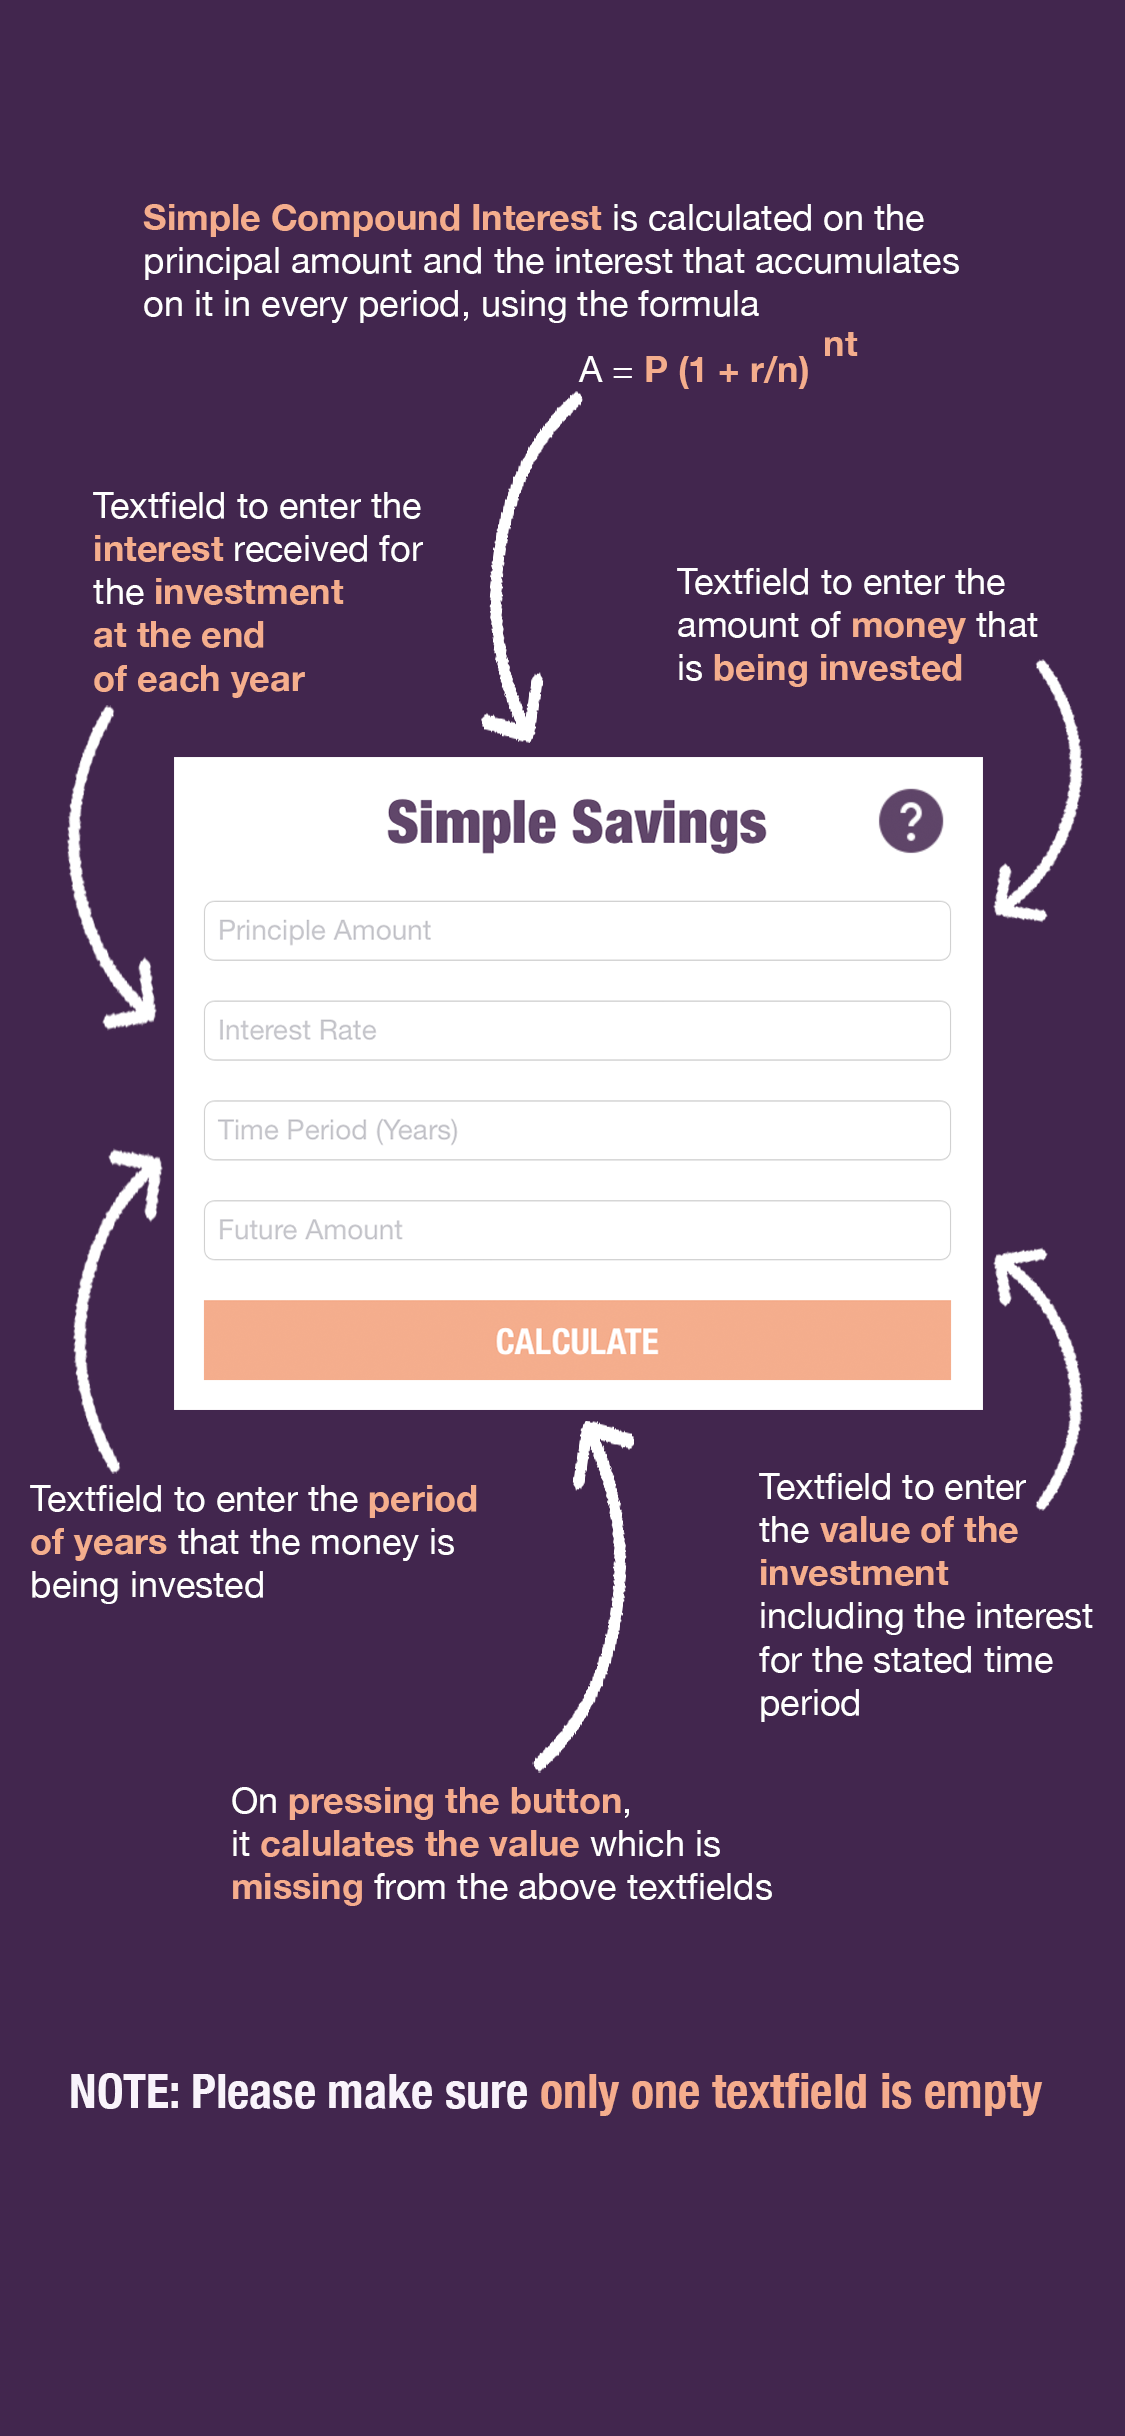 Simple Compound Interest is calculated on the
principal amount and the interest that accumulates
on it in every period, using the formula
A = P (1 + r/n) nt
Textfield to enter the
interest received for
the investment
at the end
of each year
Textfield to enter the
amount of money that
is being invested
Simple Savings
?
Principle Amount
Interest Rate
Time Period (Years)
Future Amount
CALCULATE
Textfield to enter the period
of years that the money is
being invested
Textfield to enter
the value of the
investment
including the interest
for the stated time
period
On pressing the button,
it calulates the value which is
missing from the above textfields
NOTE: Please make sure only one textfield is empty